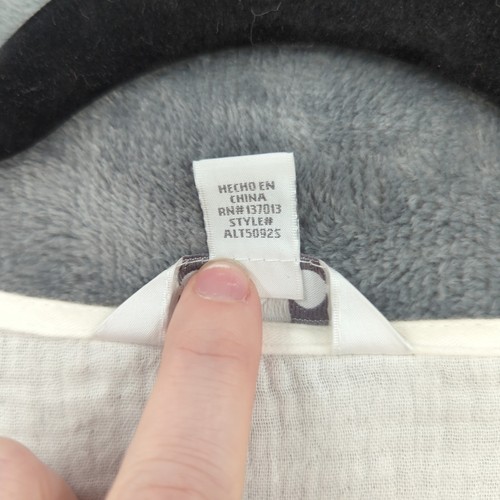 HECHO EN
CHINA
RN# 137013
STYLE#
ALT5092S